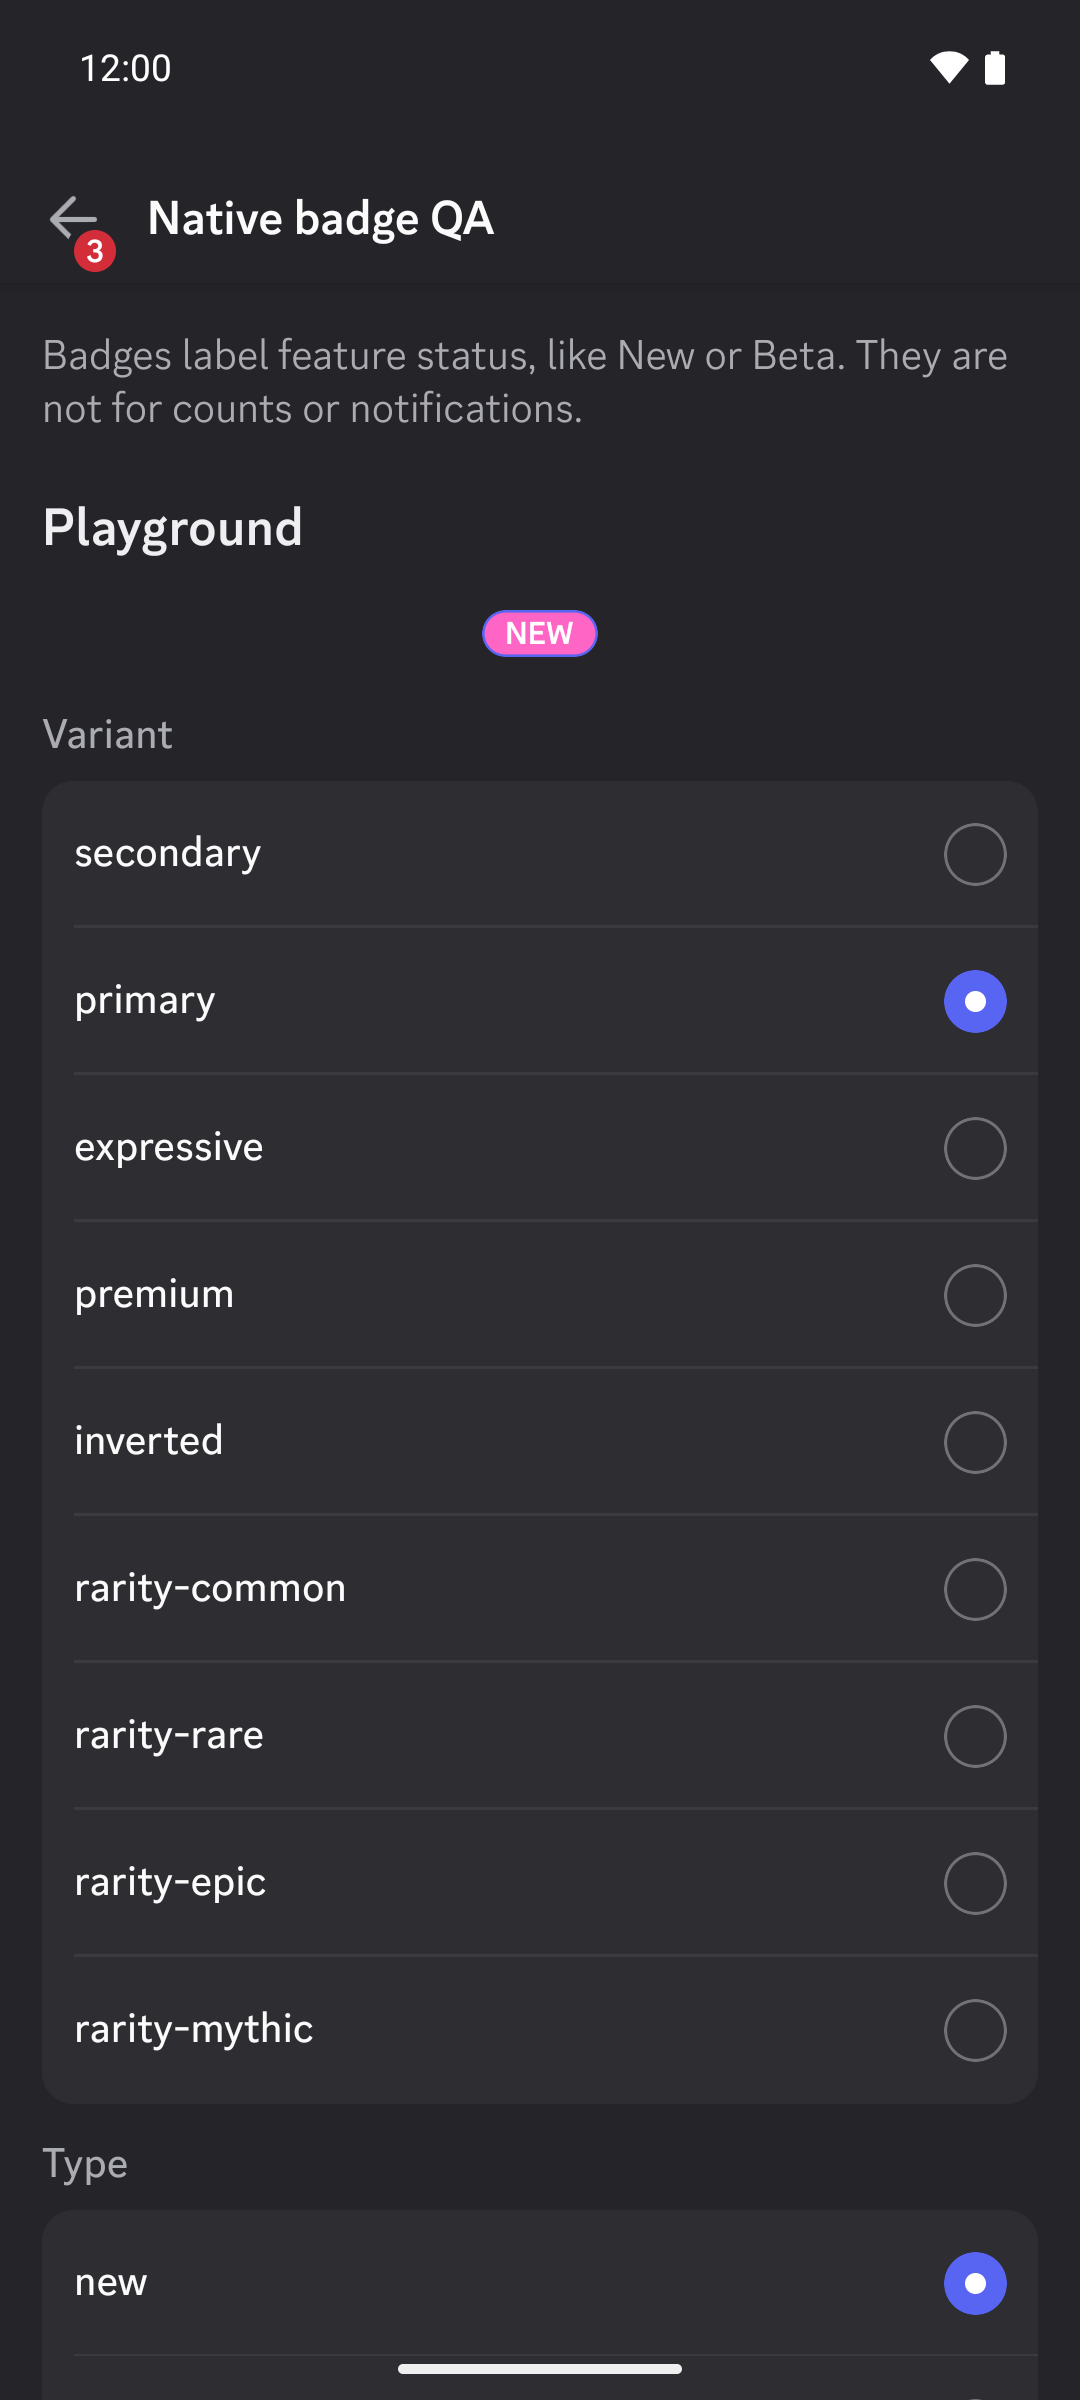 12:00
3
Native badge QA
Badges label feature status, like New or Beta. They are
not for counts or notifications.
Playground
NEW
Variant
secondary
primary
expressive
premium
inverted
rarity-common
rarity-rare
rarity-epic
rarity-mythic
Type
new